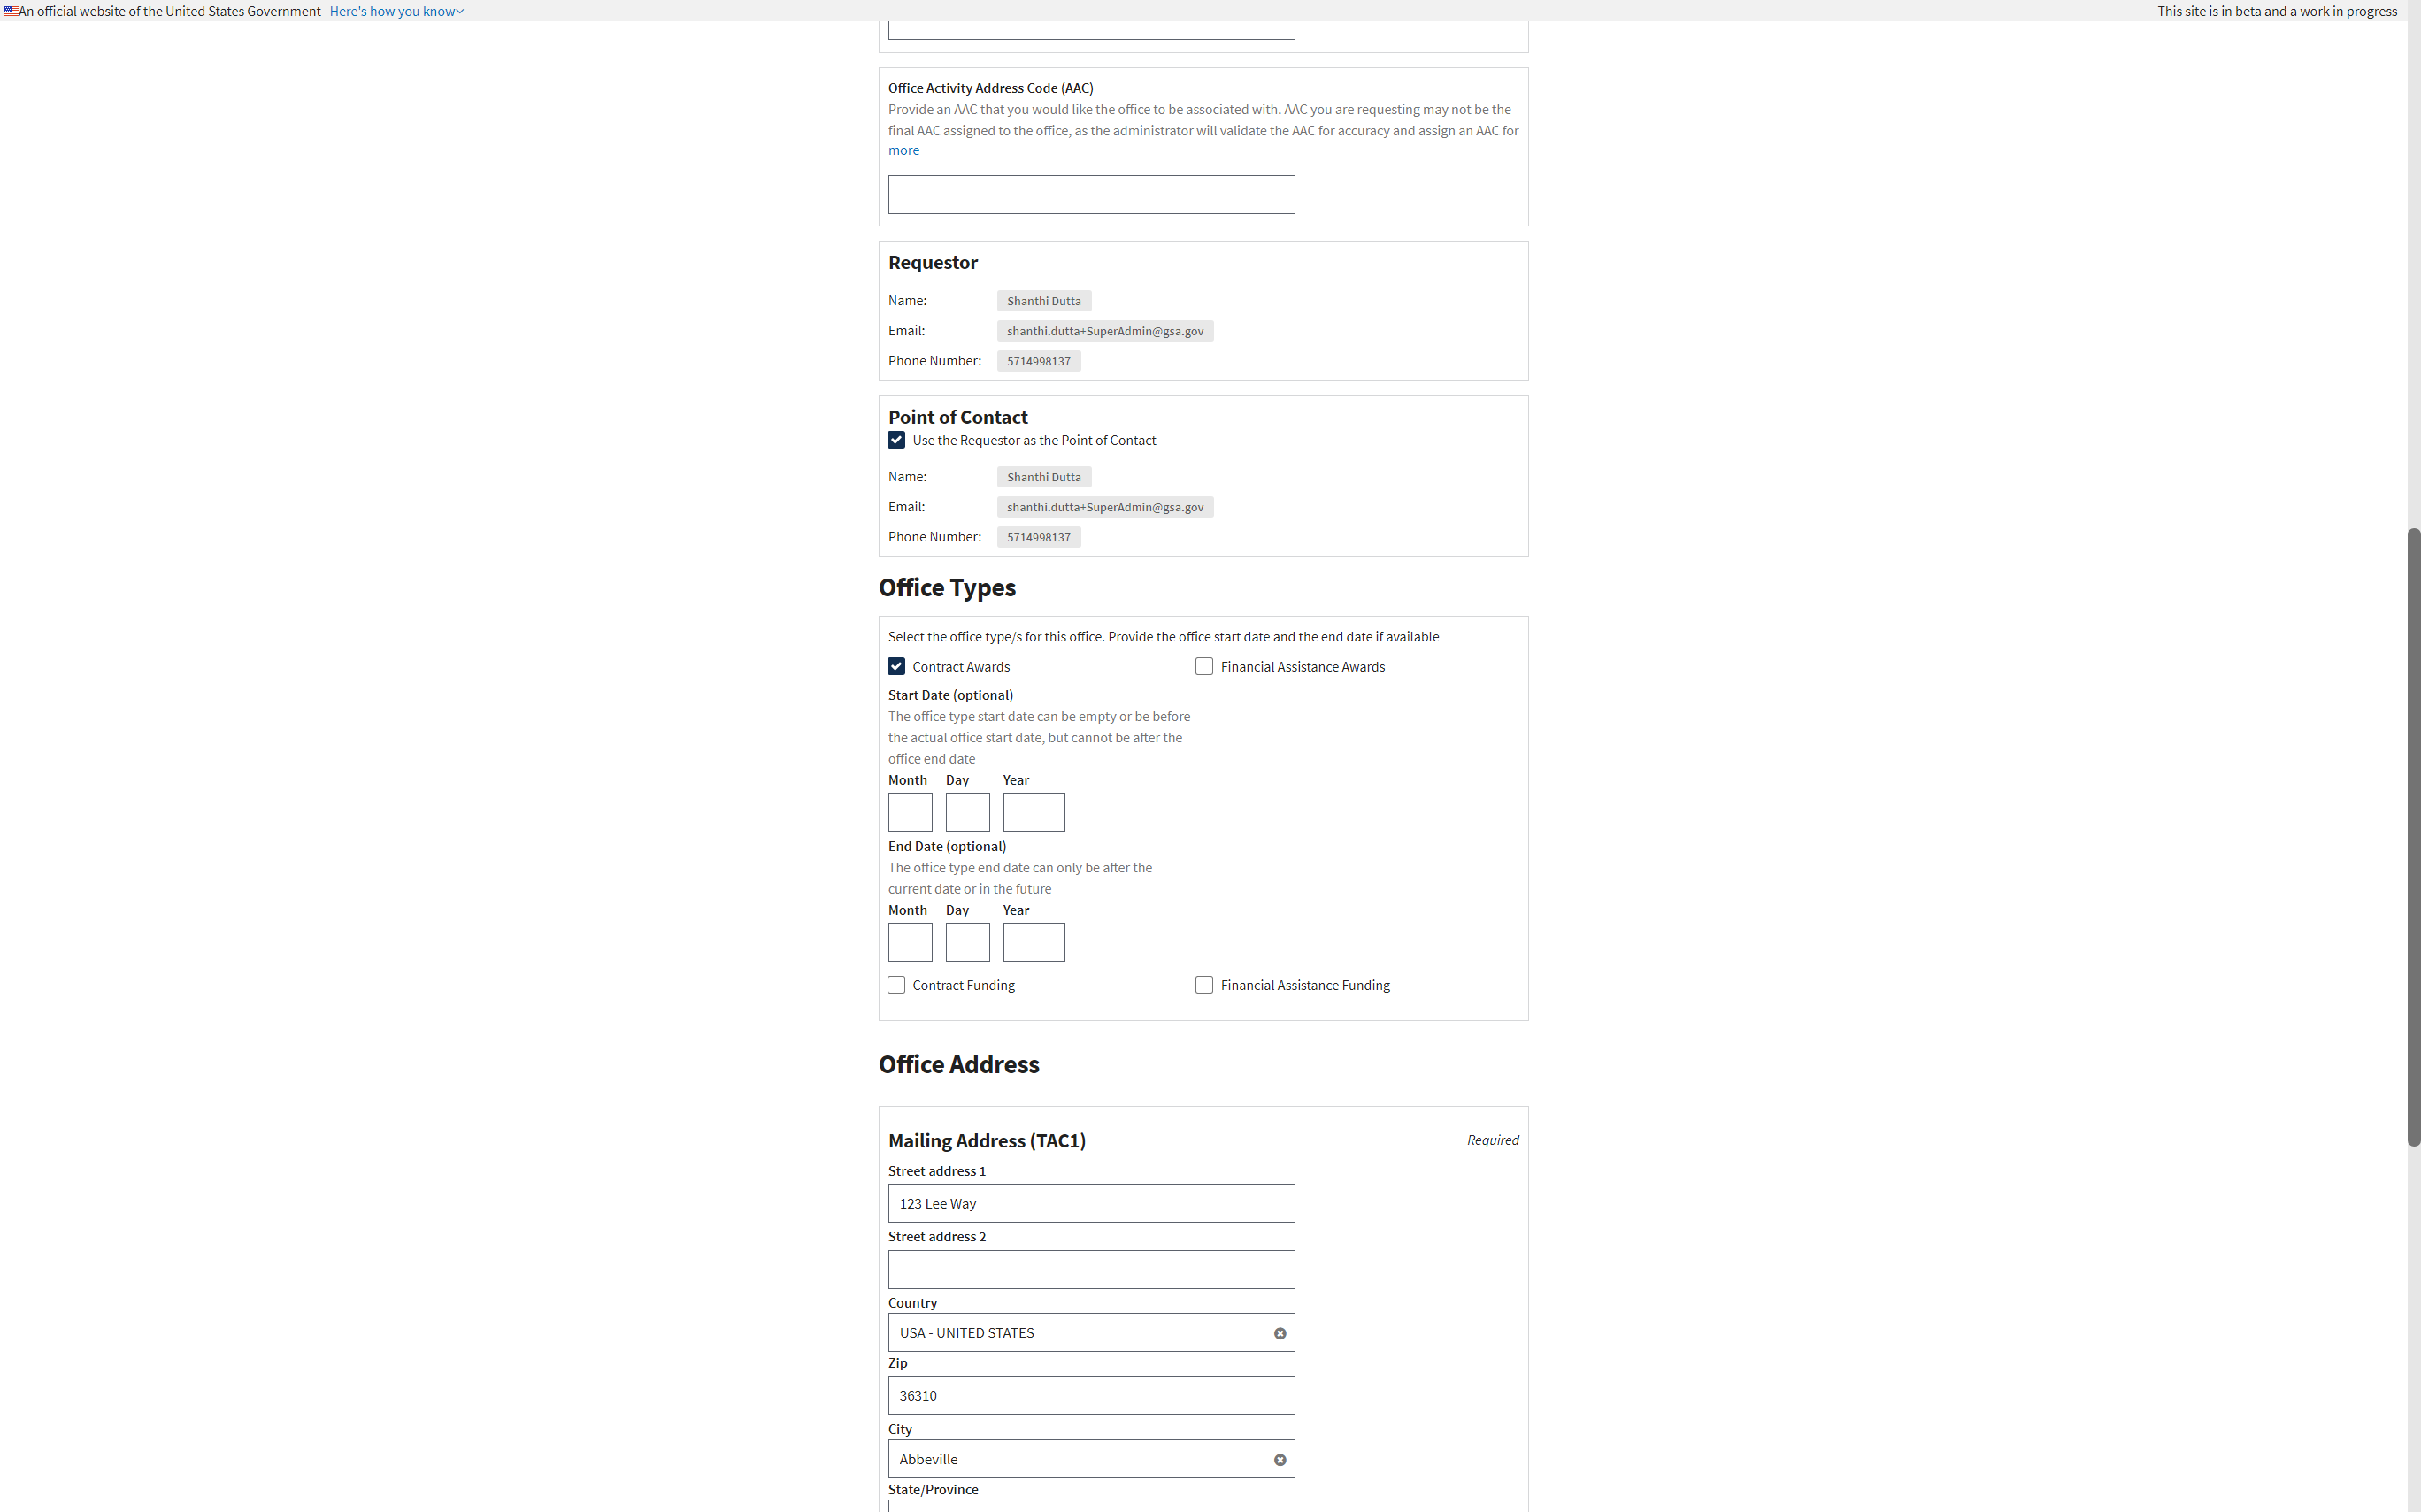 An official website of the United States Government Here's how you know This site is in beta and a work in progress
Office Activity Address Code (AAC)
Provide an AAC that you would like the office to be associated with. AAC you are requesting may not be the
final AAC assigned to the office, as the administrator will validate the AAC for accuracy and assign an AAC for
more
Requestor
Name: Shanthi Dutta
Email: shanthi.dutta+SuperAdmin@gsa.gov
Phone Number: 5714998137
Point of Contact
Use the Requestor as the Point of Contact
Name: Shanthi Dutta
Email: shanthi.dutta+SuperAdmin@gsa.gov
Phone Number: 5714998137
Office Types
Select the office type/s for this office. Provide the office start date and the end date if available
Contract Awards Financial Assistance Awards
Start Date (optional)
The office type start date can be empty or be before
the actual office start date, but cannot be after the
office end date
Month Day Year
End Date (optional)
The office type end date can only be after the
current date or in the future
Month Day Year
Contract Funding Financial Assistance Funding
Office Address
Mailing Address (TAC1) Required
Street address 1
123 Lee Way
Street address 2
Country
USA - UNITED STATES
Zip
36310
City
Abbeville
State/Province